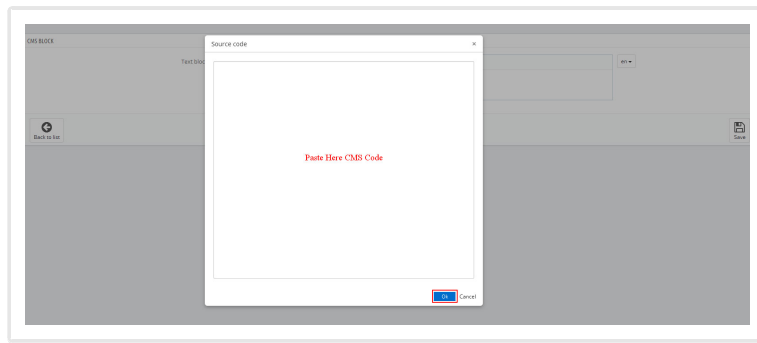 CMS BLOCK
Source code
×
Text bloc
en
Paste Here CMS Code
Back to list
Save
Ok Cancel